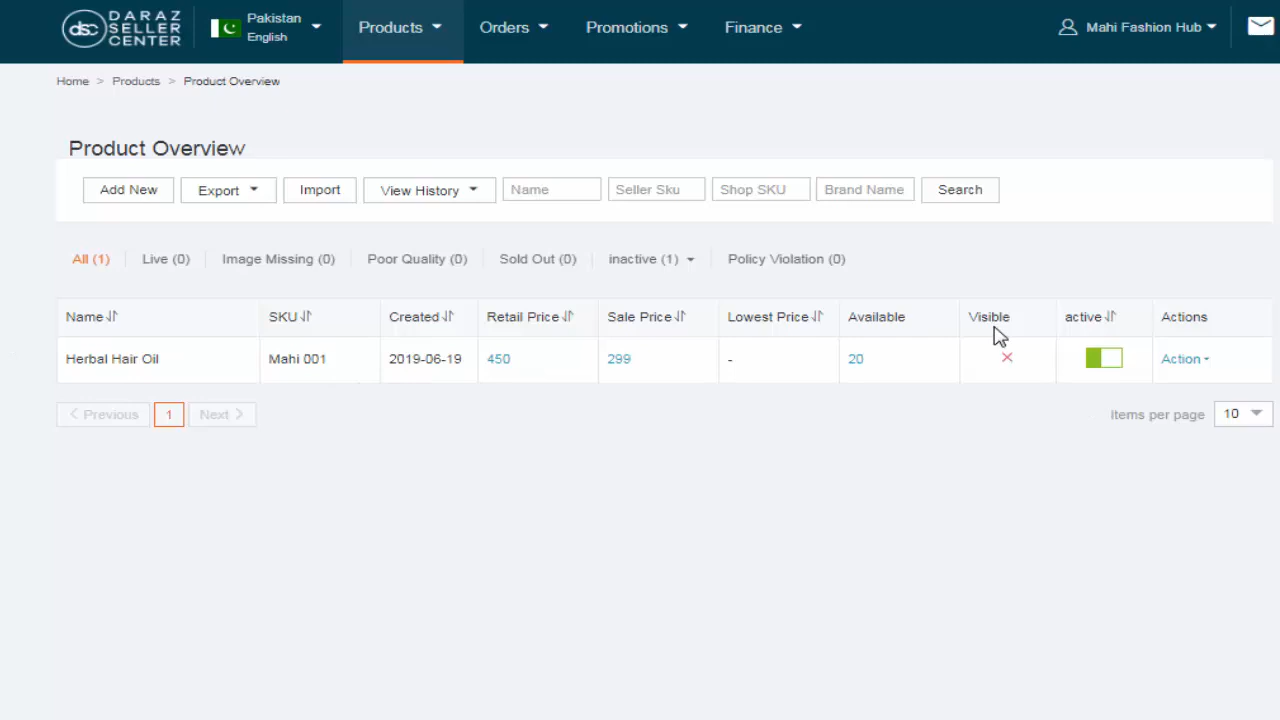 dsc DARAZ SELLER CENTER
Pakistan
English
Products
Orders
Promotions
Finance
Mahi Fashion Hub
Home > Products > Product Overview
Product Overview
Add New
Export
Import
View History
Name
Seller Sku
Shop SKU
Brand Name
Search
All (1)
Live (0)
Image Missing (0)
Poor Quality (0)
Sold Out (0)
inactive (1)
Policy Violation (0)
Name SKU Created Retail Price Sale Price Lowest Price Available Visible active Actions
Herbal Hair Oil Mahi 001 2019-06-19 450 299 - 20 Action
< Previous 1 Next >
items per page 10